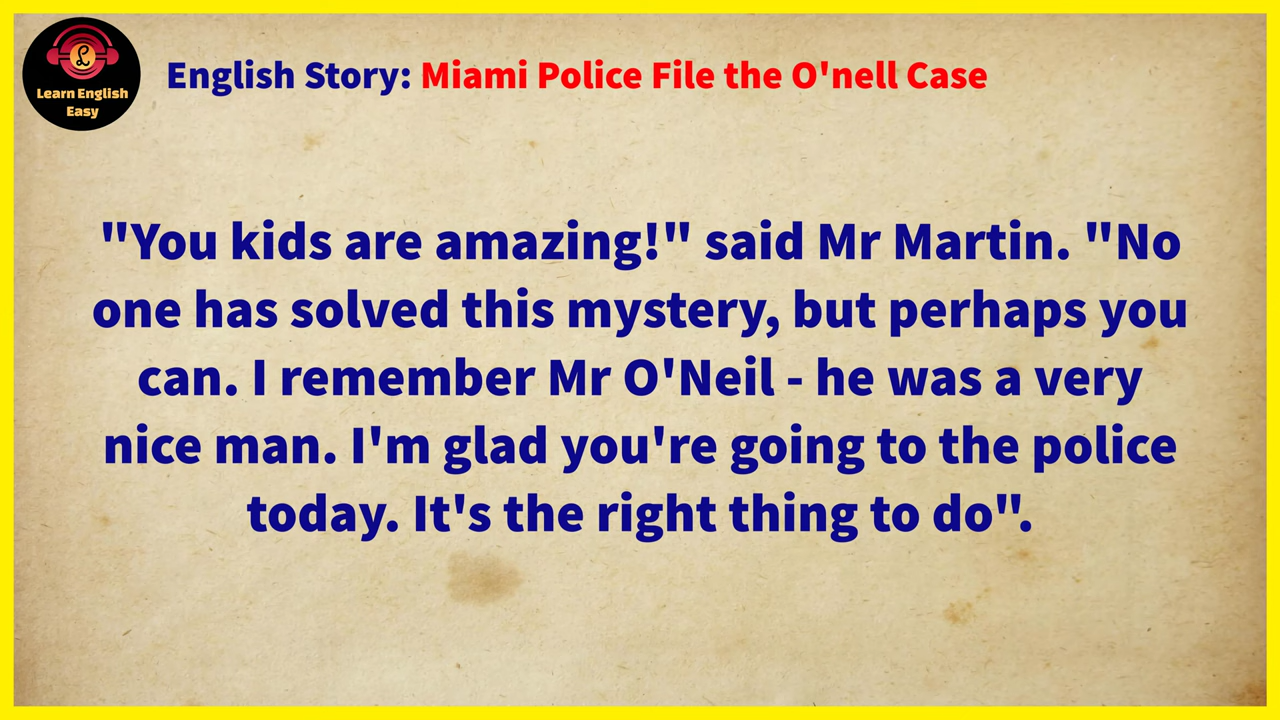 Learn English
Easy
English Story: Miami Police File the O'nell Case
"You kids are amazing!" said Mr Martin. "No
one has solved this mystery, but perhaps you
can. I remember Mr O'Neil - he was a very
nice man. I'm glad you're going to the police
today. It's the right thing to do".